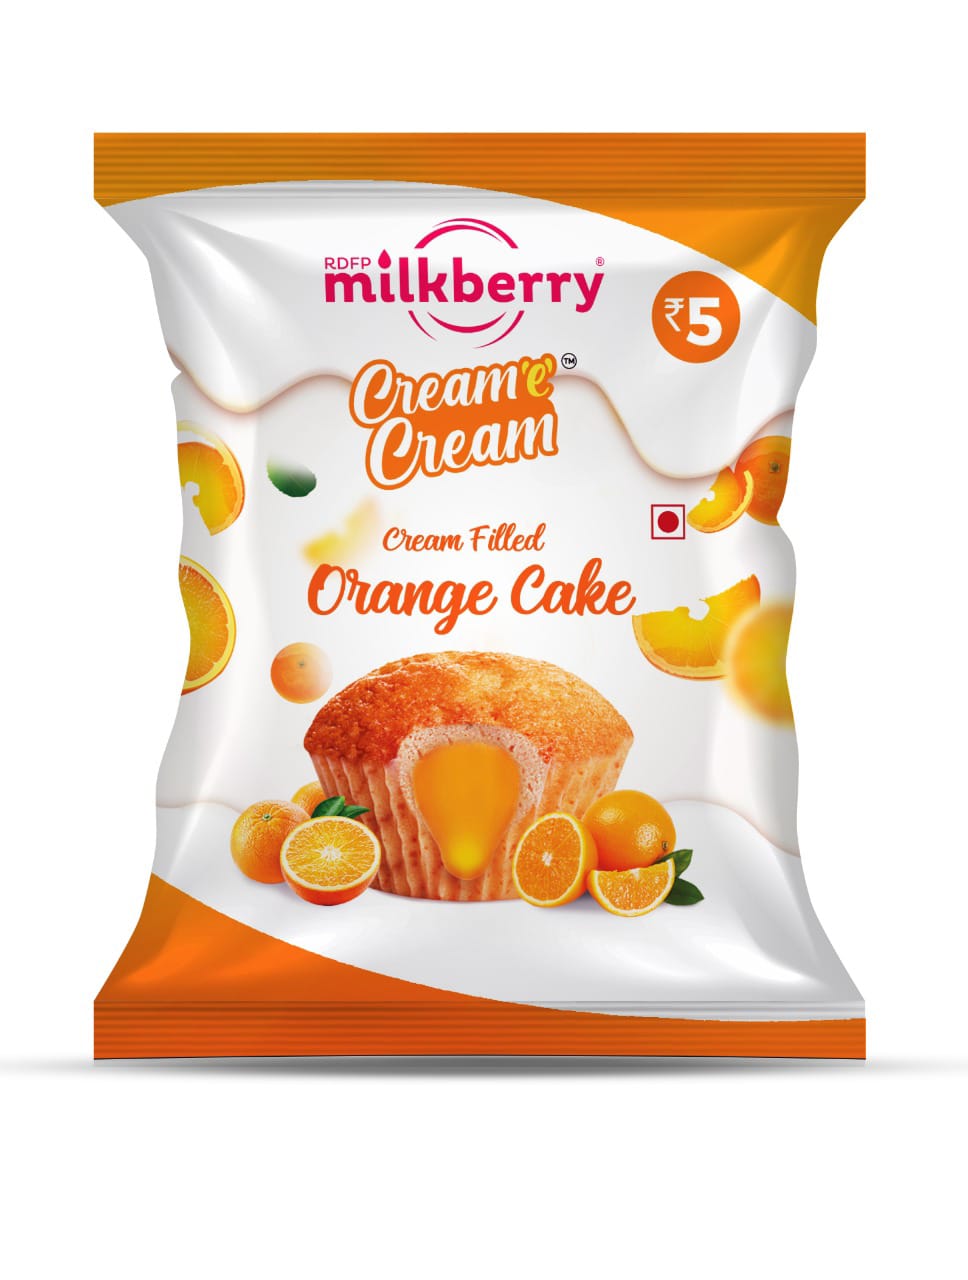 RDFP
milkberry®
₹5
Cream 'e' ™
Cream
Cream Filled
Orange Cake